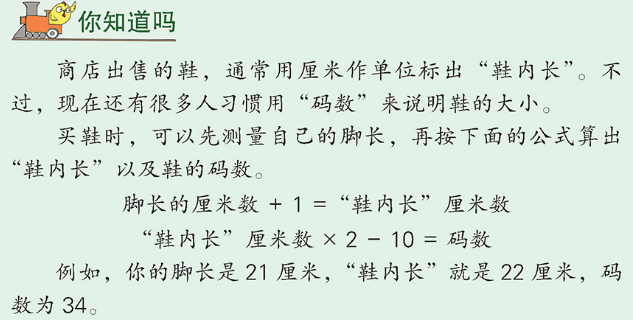 你知道吗
商店出售的鞋，通常用厘米作单位标出“鞋内长”。不
过，现在还有很多人习惯用“码数”来说明鞋的大小。
买鞋时，可以先测量自己的脚长，再按下面的公式算出
“鞋内长”以及鞋的码数。
脚长的厘米数 + 1 = “鞋内长”厘米数
“鞋内长”厘米数 × 2 − 10 = 码数
例如，你的脚长是 21 厘米，“鞋内长”就是 22 厘米，码
数为 34。